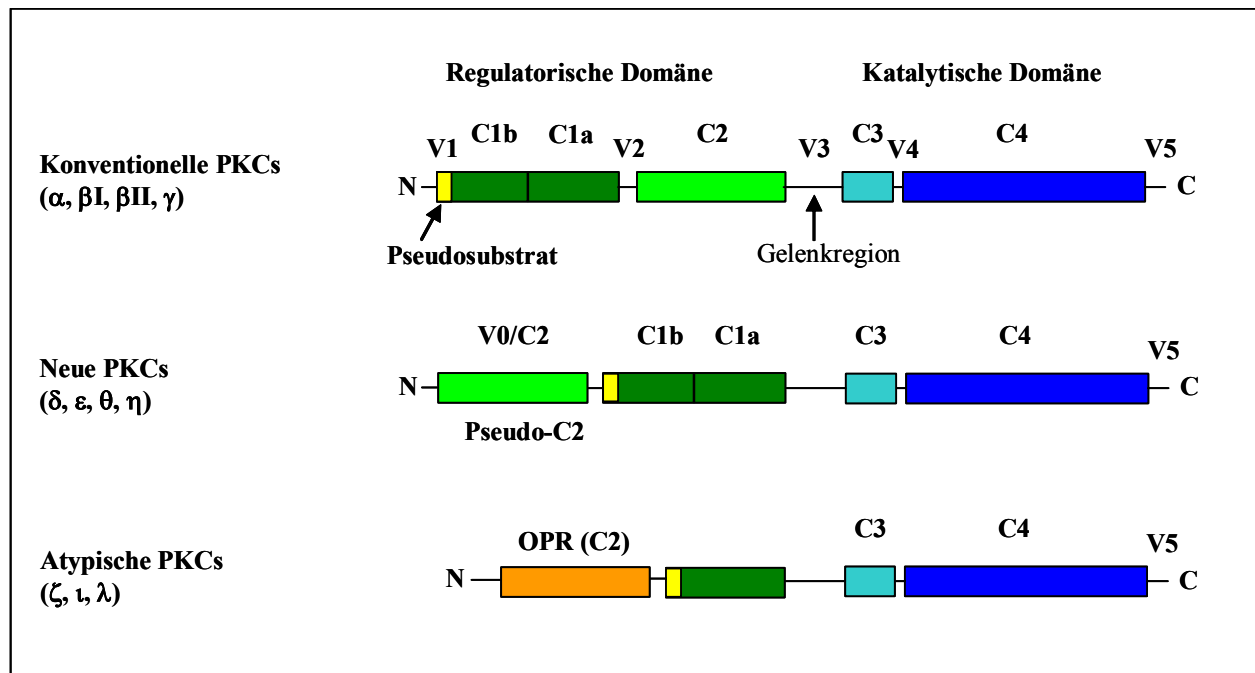 Regulatorische Domäne Katalytische Domäne
V1 C1b C1a V2 C2 V3 C3 V4 C4 V5
Konventionelle PKCs
(α, βI, βII, γ)
N C
Pseudosubstrat Gelenkregion
V0/C2 C1b C1a C3 C4 V5
Neue PKCs
(δ, ε, θ, η)
N C
Pseudo-C2
OPR (C2) C3 C4 V5
Atypische PKCs
(ζ, ι, λ)
N C